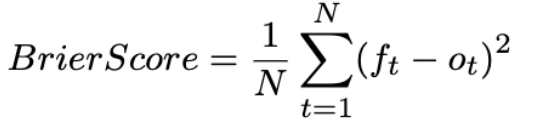 BrierScore = \frac{1}{N} \sum_{t=1}^{N} (f_t - o_t)^2